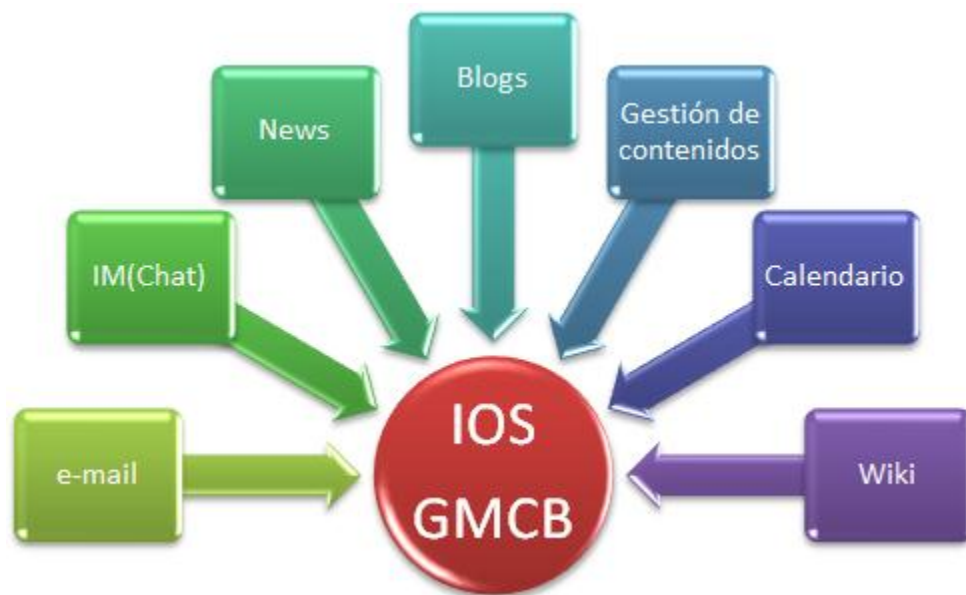 Blogs
News
Gestión de
contenidos
IM(Chat)
Calendario
IOS
GMCB
e-mail
Wiki